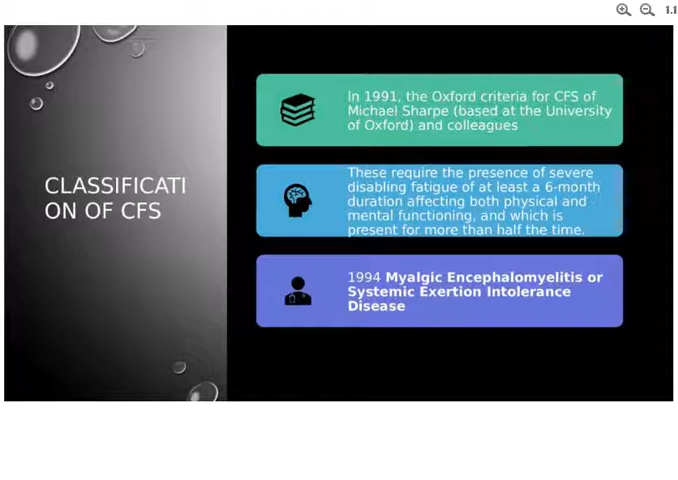 CLASSIFICATI
ON OF CFS
In 1991, the Oxford criteria for CFS of
Michael Sharpe (based at the University
of Oxford) and colleagues
These require the presence of severe
disabling fatigue of at least a 6-month
duration affecting both physical and
mental functioning, and which is
present for more than half the time.
1994 Myalgic Encephalomyelitis or
Systemic Exertion Intolerance
Disease
1.1